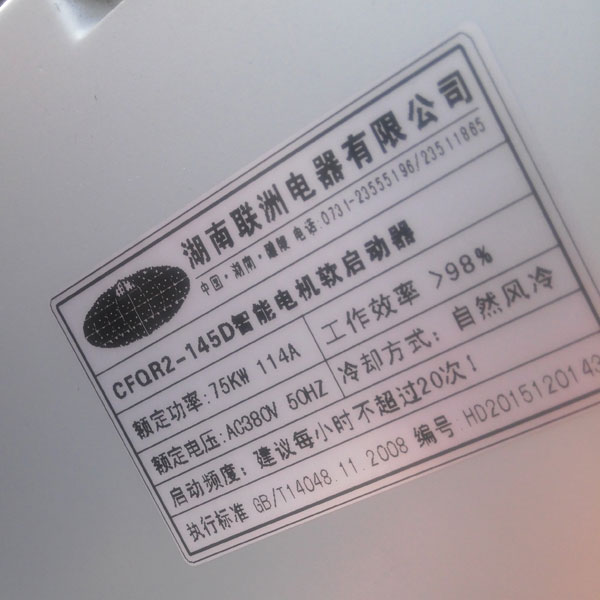 湖南联洲电器有限公司
中国·湖南·醴陵 电话:0731-23555196/23511865
CFQR2-145D智能电机软启动器
额定功率:75KW 114A 工作效率 >98%
额定电压:AC380V 50HZ 冷却方式:自然风冷
启动频度:建议每小时不超过20次!
执行标准 GB/T14048.11.2008 编号 HD2015120143